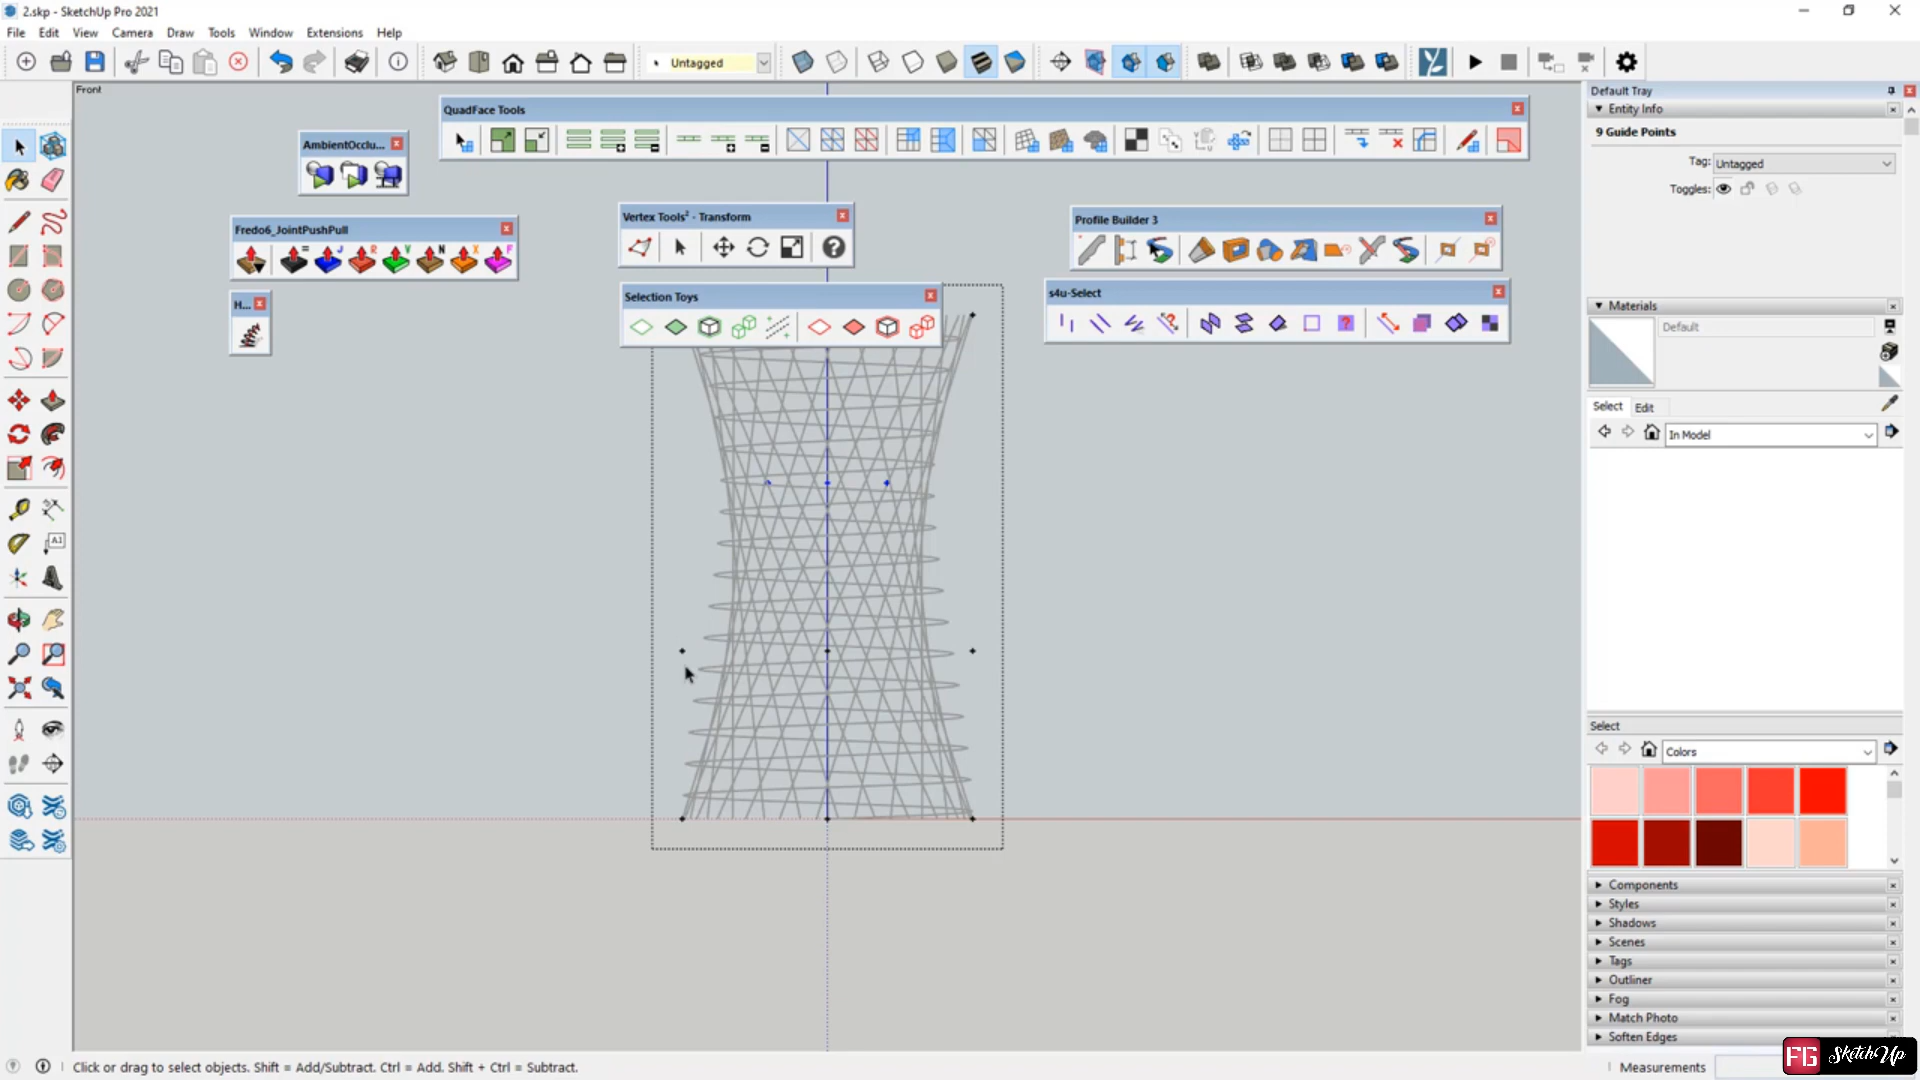 2.skp - SketchUp Pro 2021
File Edit View Camera Draw Tools Window Extensions Help
Untagged
Front
QuadFace Tools
AmbientOcclu...
Fredo6_JointPushPull
H...
Vertex Tools² - Transform
Profile Builder 3
Selection Toys
s4u-Select
Default Tray
Entity Info
9 Guide Points
Tag: Untagged
Toggles:
Materials
Default
Select Edit
In Model
Select
Colors
Components
Styles
Shadows
Scenes
Tags
Outliner
Fog
Match Photo
Soften Edges
Click or drag to select objects. Shift = Add/Subtract. Ctrl = Add. Shift + Ctrl = Subtract.
Measurements
FG SketchUp